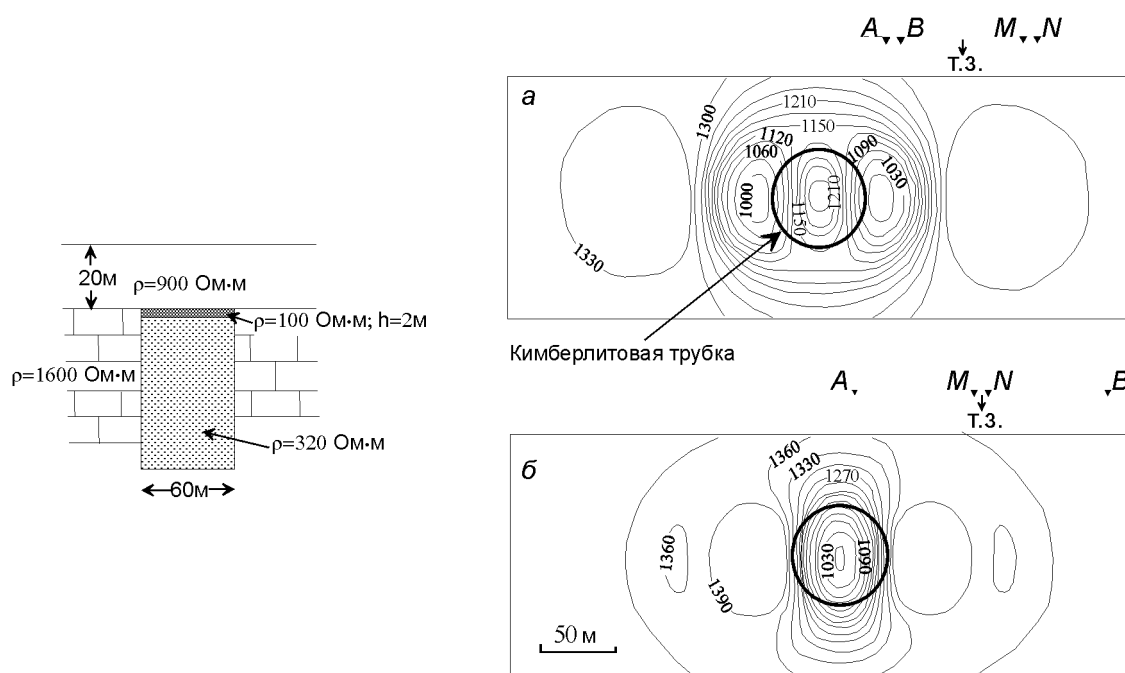 A B M N
Т.З.
а
1300
1210
1150
1120
1060
1090
1030
1000
1150
1210
1330
Кимберлитовая трубка
20м
ρ=900 Ом·м
ρ=100 Ом·м; h=2м
ρ=1600 Ом·м
ρ=320 Ом·м
60м
A M N B
Т.З.
б
1360
1330
1270
1360
1030
1090
1390
50 м